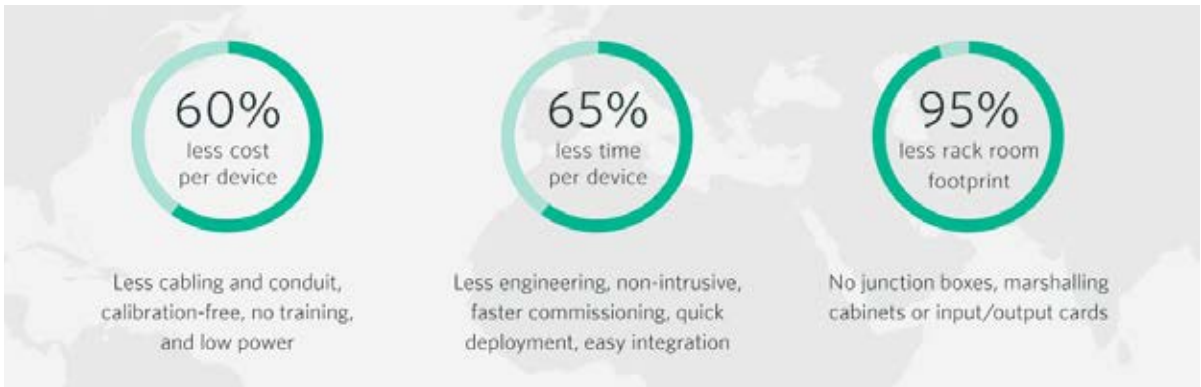 60%
less cost
per device
Less cabling and conduit,
calibration-free, no training,
and low power
65%
less time
per device
Less engineering, non-intrusive,
faster commissioning, quick
deployment, easy integration
95%
less rack room
footprint
No junction boxes, marshalling
cabinets or input/output cards